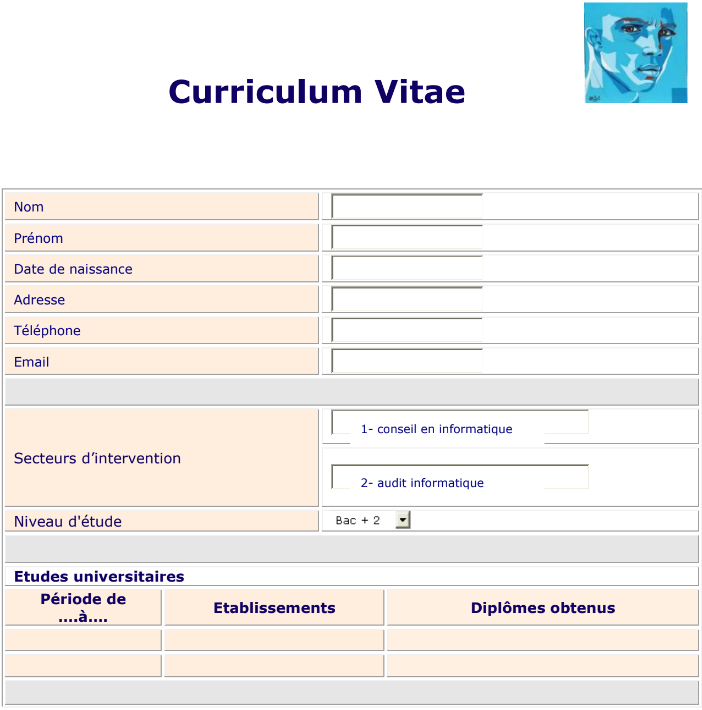 Curriculum Vitae
Nom
Prénom
Date de naissance
Adresse
Téléphone
Email
Secteurs d’intervention
1- conseil en informatique
2- audit informatique
Niveau d'étude
Bac + 2
Etudes universitaires
Période de
....à....
Etablissements
Diplômes obtenus